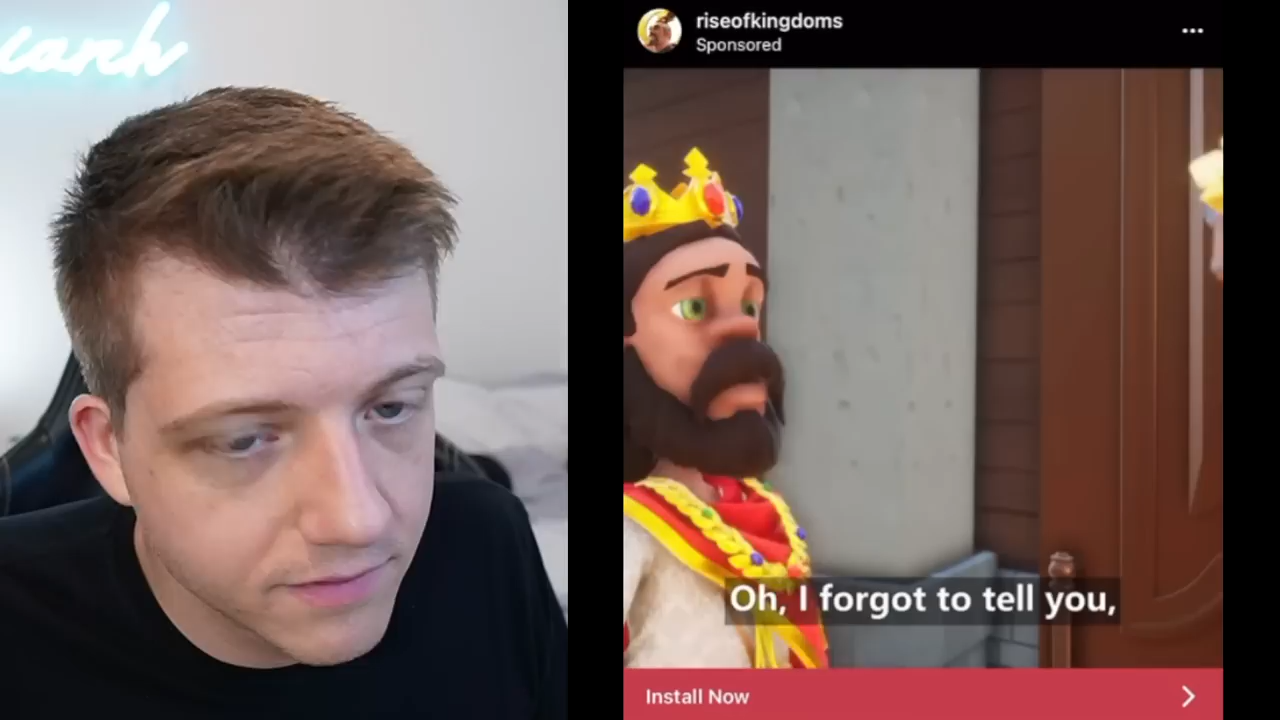 riseofkingdoms
Sponsored
Oh, I forgot to tell you,
Install Now